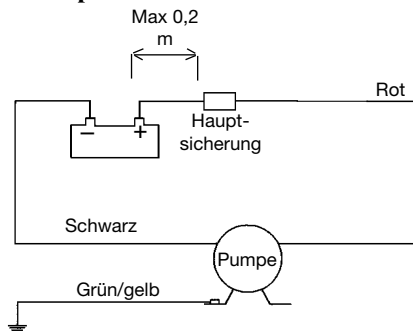 Max 0,2
m
Rot
− +
Haupt-
sicherung
Schwarz
Pumpe
Grün/gelb